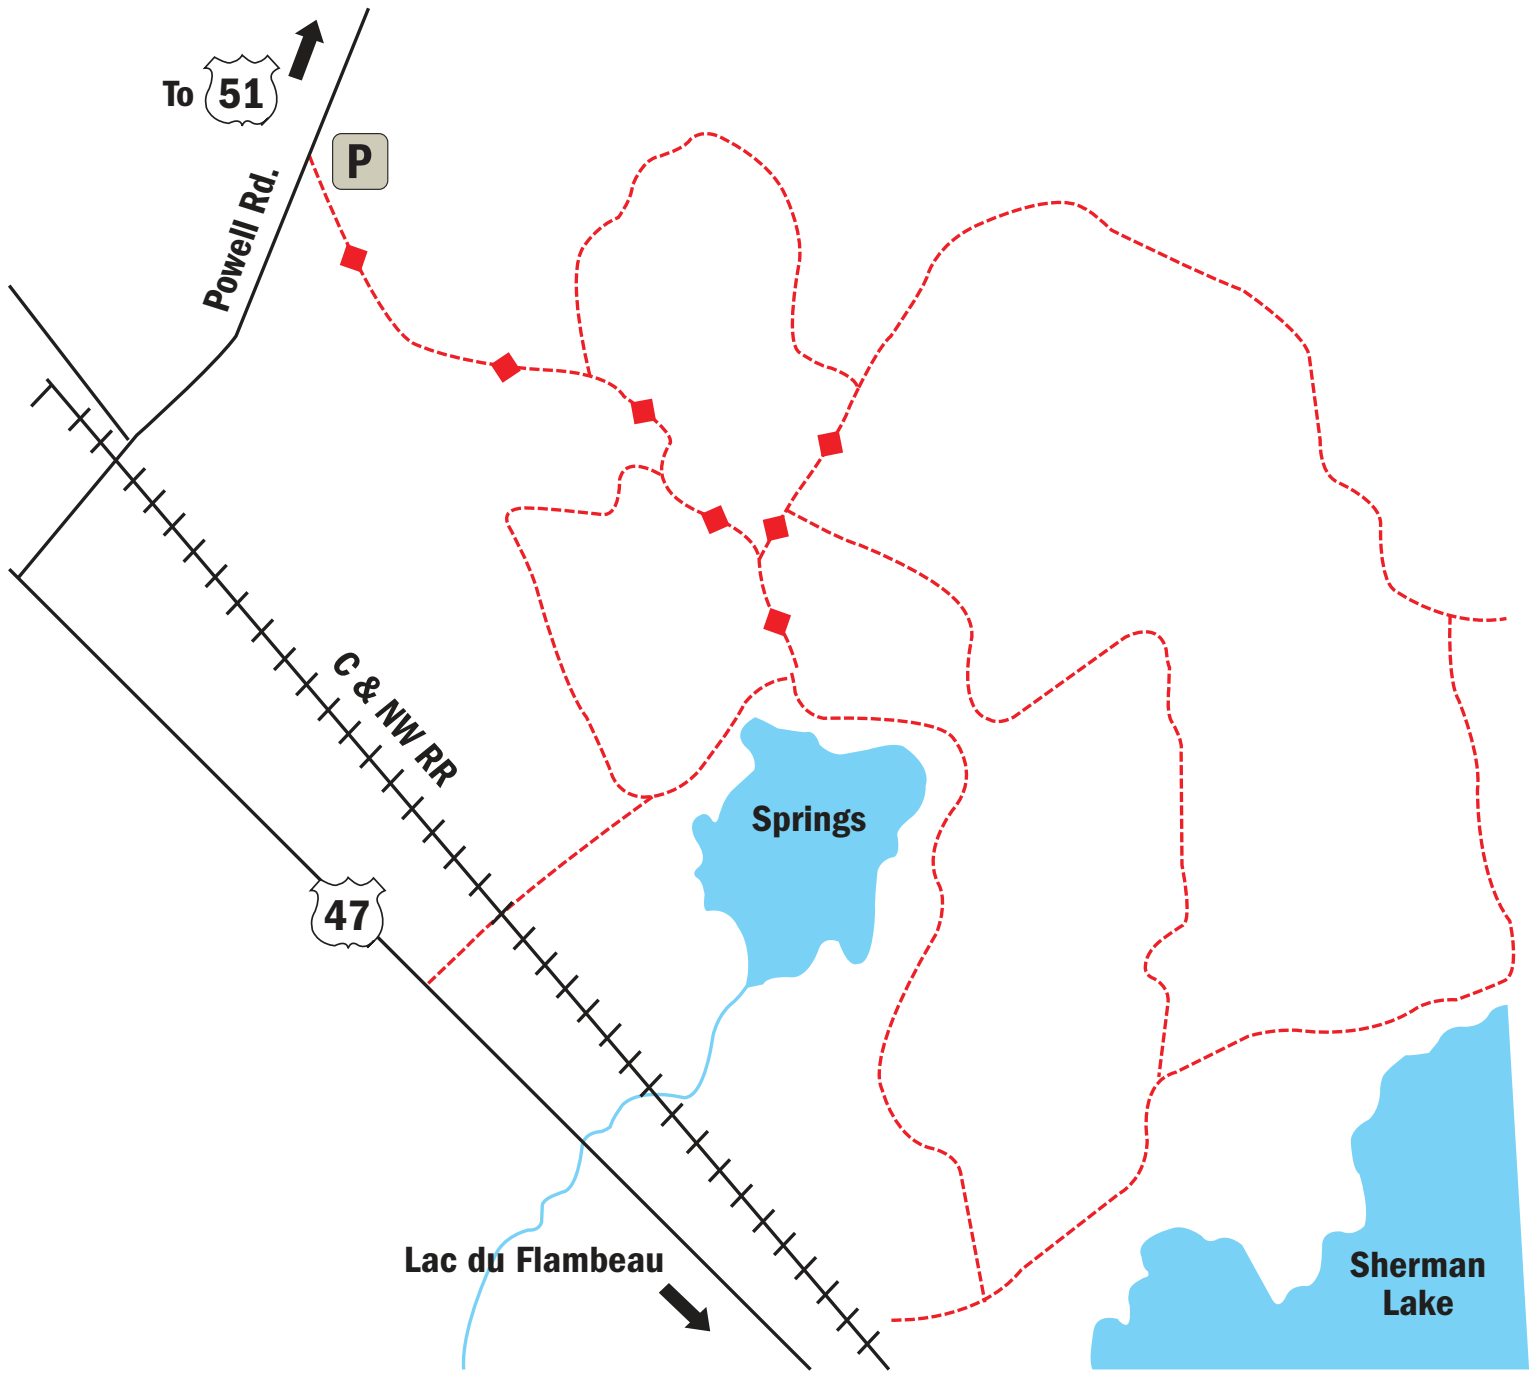 To 51
P
Powell Rd.
C & NW RR
Springs
47
Lac du Flambeau
Sherman
Lake